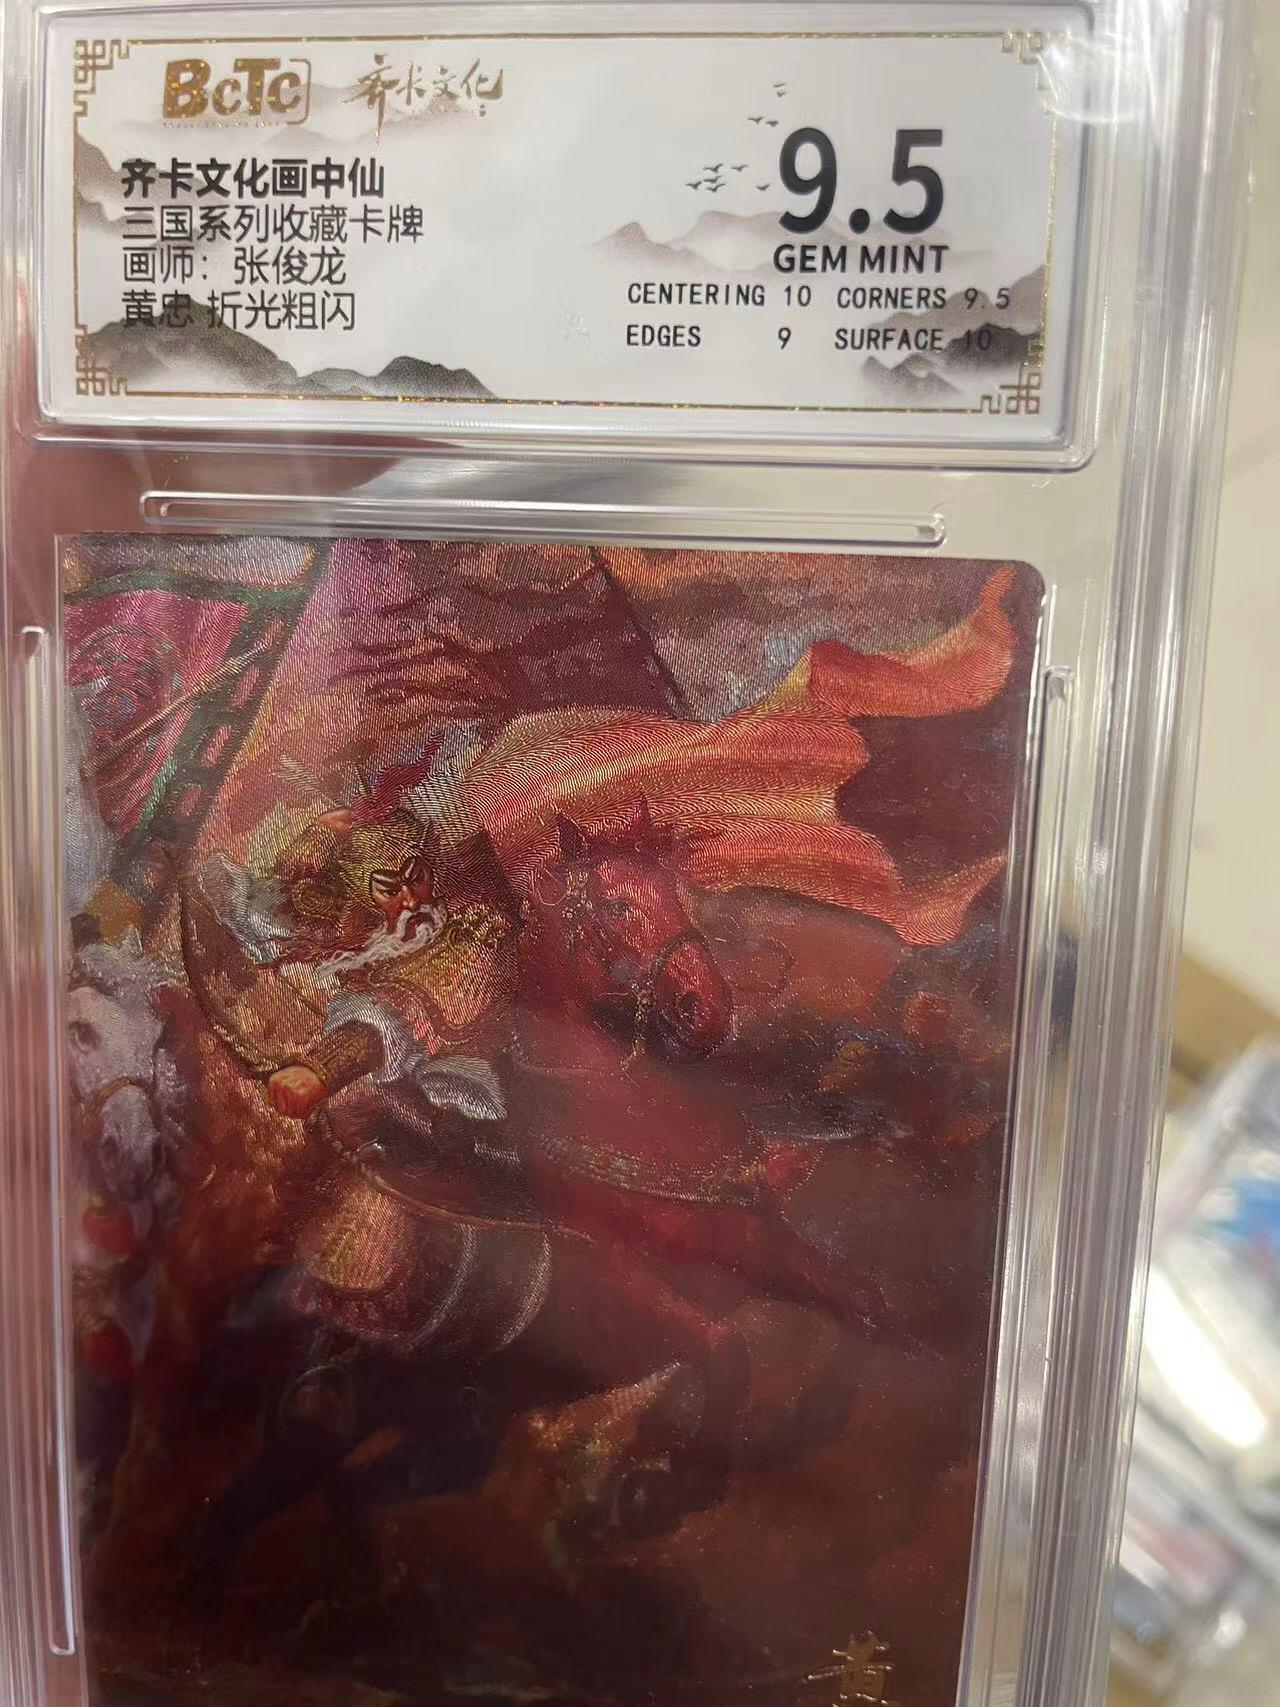 BCTC 齐卡文化
齐卡文化画中仙
三国系列收藏卡牌
画师：张俊龙
黄忠 折光粗闪
9.5
GEM MINT
CENTERING 10 CORNERS 9.5
EDGES 9 SURFACE 10
黄